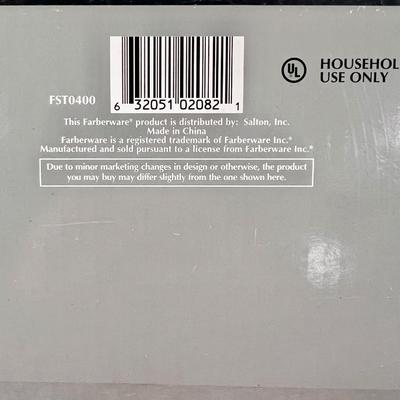 FST0400
6 32051 02082 1
UL
HOUSEHOL
USE ONLY
This Farberware® product is distributed by: Salton, Inc.
Made in China
Farberware is a registered trademark of Farberware Inc.®
Manufactured and sold pursuant to a license from Farberware Inc.®
Due to minor marketing changes in design or otherwise, the product
you may buy may differ slightly from the one shown here.